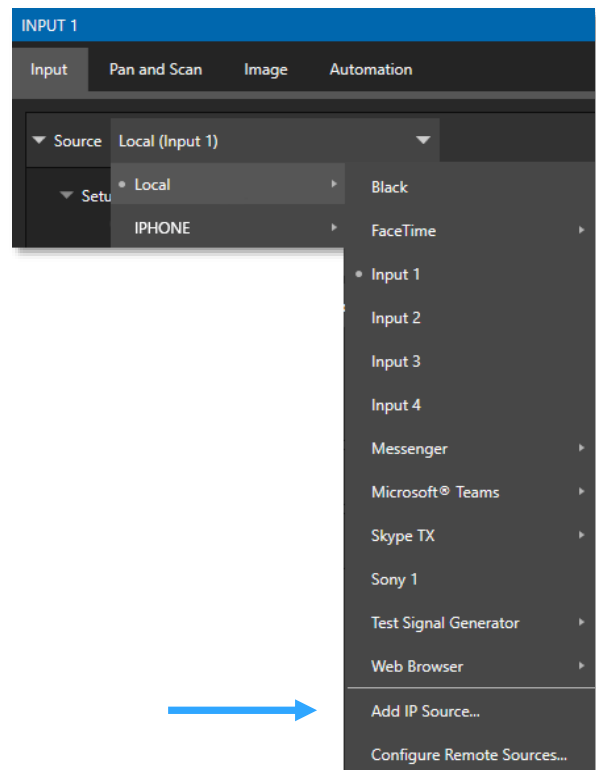 INPUT 1
Input Pan and Scan Image Automation
Source Local (Input 1)
Setu
Local
IPHONE
Black
FaceTime
Input 1
Input 2
Input 3
Input 4
Messenger
Microsoft® Teams
Skype TX
Sony 1
Test Signal Generator
Web Browser
Add IP Source...
Configure Remote Sources...